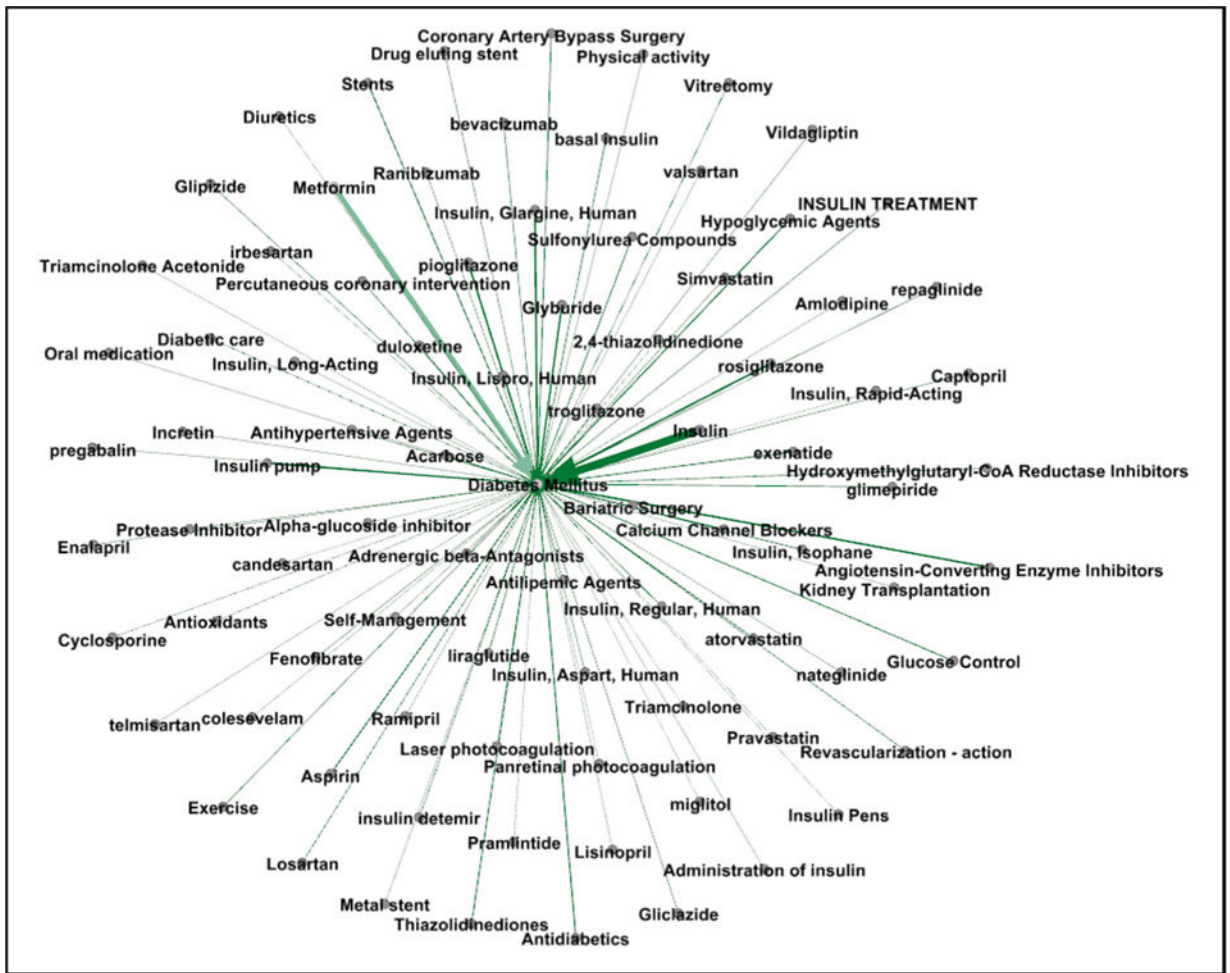 Coronary Artery Bypass Surgery
Drug eluting stent
Physical activity
Stents
Vitrectomy
Diuretics
bevacizumab
basal insulin
Vildagliptin
Ranibizumab
valsartan
Glipizide
Metformin
INSULIN TREATMENT
Insulin, Glargine, Human
Hypoglycemic Agents
Sulfonylurea Compounds
irbesartan
Triamcinolone Acetonide
pioglitazone
Percutaneous coronary intervention
Simvastatin
repaglinide
Glyburide
Amlodipine
Diabetic care
2,4-thiazolidinedione
Oral medication
duloxetine
Insulin, Long-Acting
rosiglitazone
Insulin, Lispro, Human
Captopril
Insulin, Rapid-Acting
troglitazone
Incretin
Antihypertensive Agents
Insulin
pregabalin
Acarbose
exenatide
Insulin pump
Hydroxymethylglutaryl-CoA Reductase Inhibitors
Diabetes Mellitus
glimepiride
Bariatric Surgery
Protease Inhibitor
Alpha-glucoside inhibitor
Calcium Channel Blockers
Enalapril
Insulin, Isophane
candesartan
Adrenergic beta-Antagonists
Angiotensin-Converting Enzyme Inhibitors
Antilipemic Agents
Kidney Transplantation
Insulin, Regular, Human
Antioxidants
Self-Management
Cyclosporine
atorvastatin
Fenofibrate
liraglutide
Glucose Control
Insulin, Aspart, Human
nateglinide
Triamcinolone
telmisartan
colesevelam
Ramipril
Pravastatin
Laser photocoagulation
Revascularization - action
Panretinal photocoagulation
Aspirin
Exercise
miglitol
insulin detemir
Insulin Pens
Pramlintide
Lisinopril
Losartan
Administration of insulin
Metal stent
Gliclazide
Thiazolidinediones
Antidiabetics